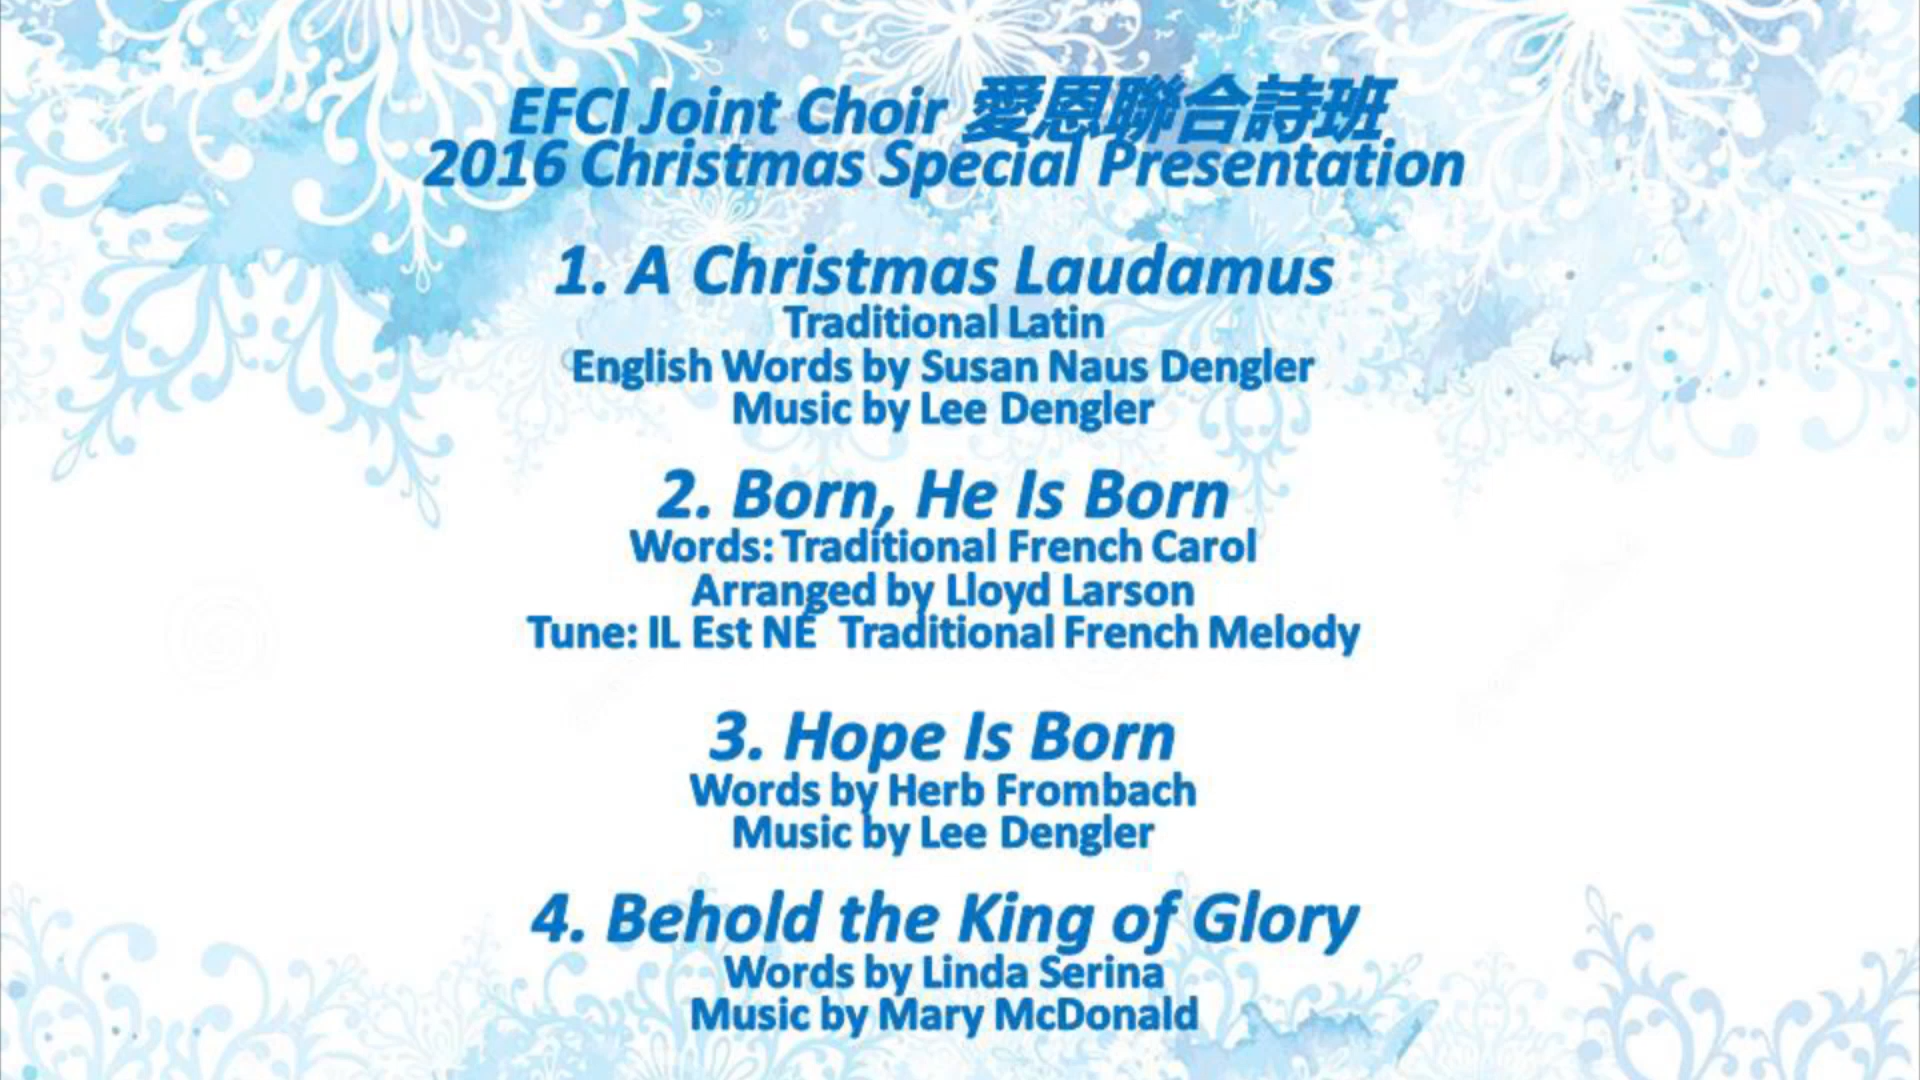 EFCI Joint Choir 愛恩聯合詩班
2016 Christmas Special Presentation
1. A Christmas Laudamus
Traditional Latin
English Words by Susan Naus Dengler
Music by Lee Dengler
2. Born, He Is Born
Words: Traditional French Carol
Arranged by Lloyd Larson
Tune: IL Est NÉ Traditional French Melody
3. Hope Is Born
Words by Herb Frombach
Music by Lee Dengler
4. Behold the King of Glory
Words by Linda Serina
Music by Mary McDonald